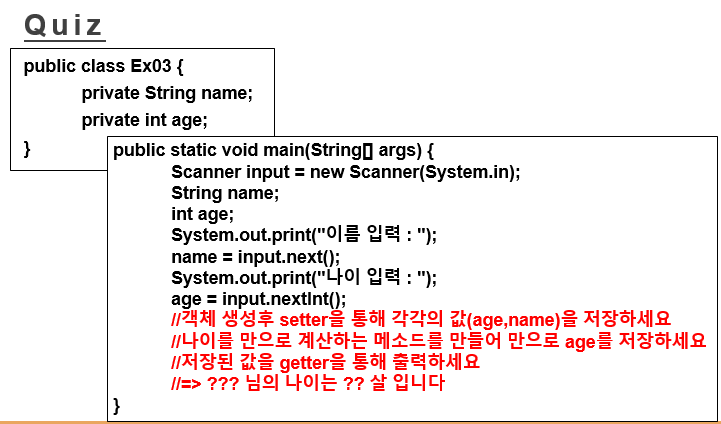 Quiz
public class Ex03 {
private String name;
private int age;
}
public static void main(String[] args) {
Scanner input = new Scanner(System.in);
String name;
int age;
System.out.print("이름 입력 : ");
name = input.next();
System.out.print("나이 입력 : ");
age = input.nextInt();
//객체 생성후 setter을 통해 각각의 값(age,name)을 저장하세요
//나이를 만으로 계산하는 메소드를 만들어 만으로 age를 저장하세요
//저장된 값을 getter을 통해 출력하세요
//=> ??? 님의 나이는 ?? 살 입니다
}